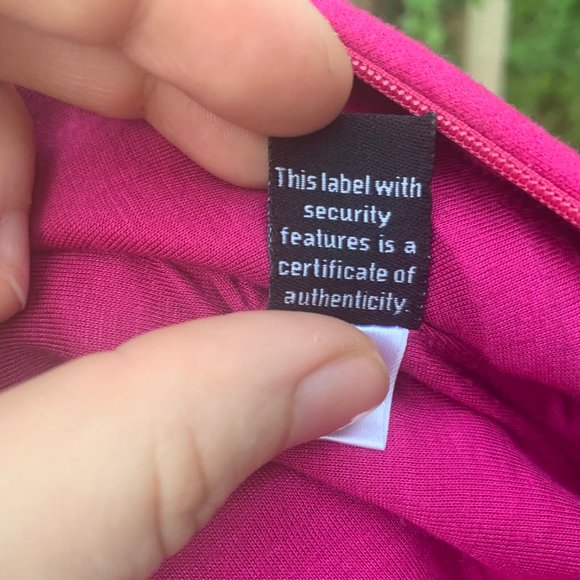 This label with
security
features is a
certificate of
authenticity.